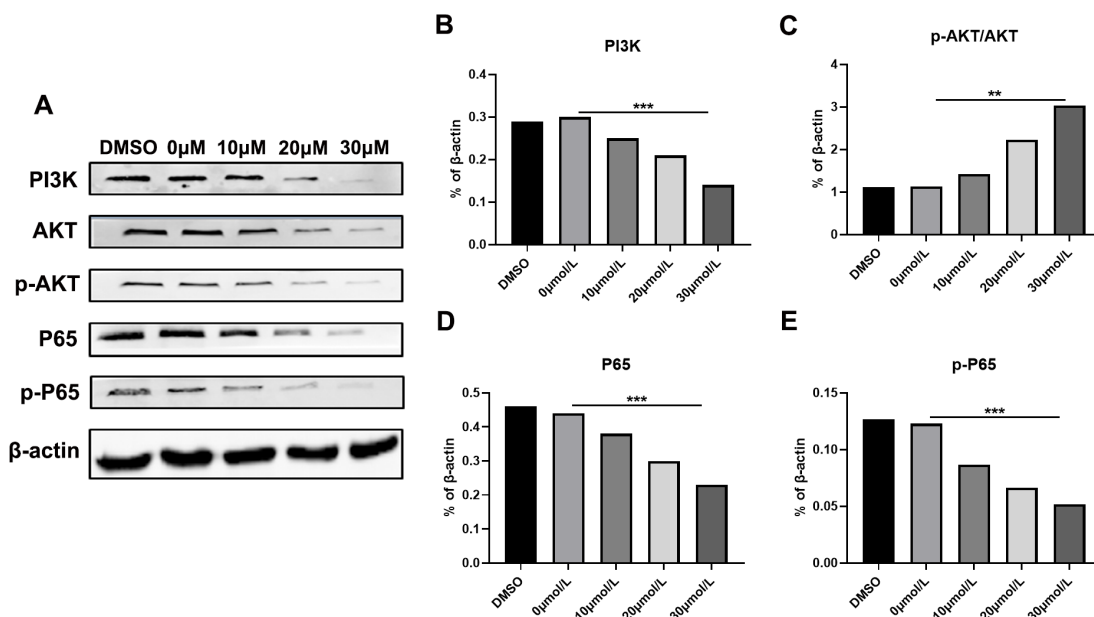 A
DMSO 0μM 10μM 20μM 30μM
PI3K
AKT
p-AKT
P65
p-P65
β-actin
B
PI3K
% of β-actin
0.4
0.3
0.2
0.1
0.0
***
DMSO
0μmol/L
10μmol/L
20μmol/L
30μmol/L
C
p-AKT/AKT
% of β-actin
4
3
2
1
0
**
DMSO
0μmol/L
10μmol/L
20μmol/L
30μmol/L
D
P65
% of β-actin
0.5
0.4
0.3
0.2
0.1
0.0
***
DMSO
0μmol/L
10μmol/L
20μmol/L
30μmol/L
E
p-P65
% of β-actin
0.15
0.10
0.05
0.00
***
DMSO
0μmol/L
10μmol/L
20μmol/L
30μmol/L